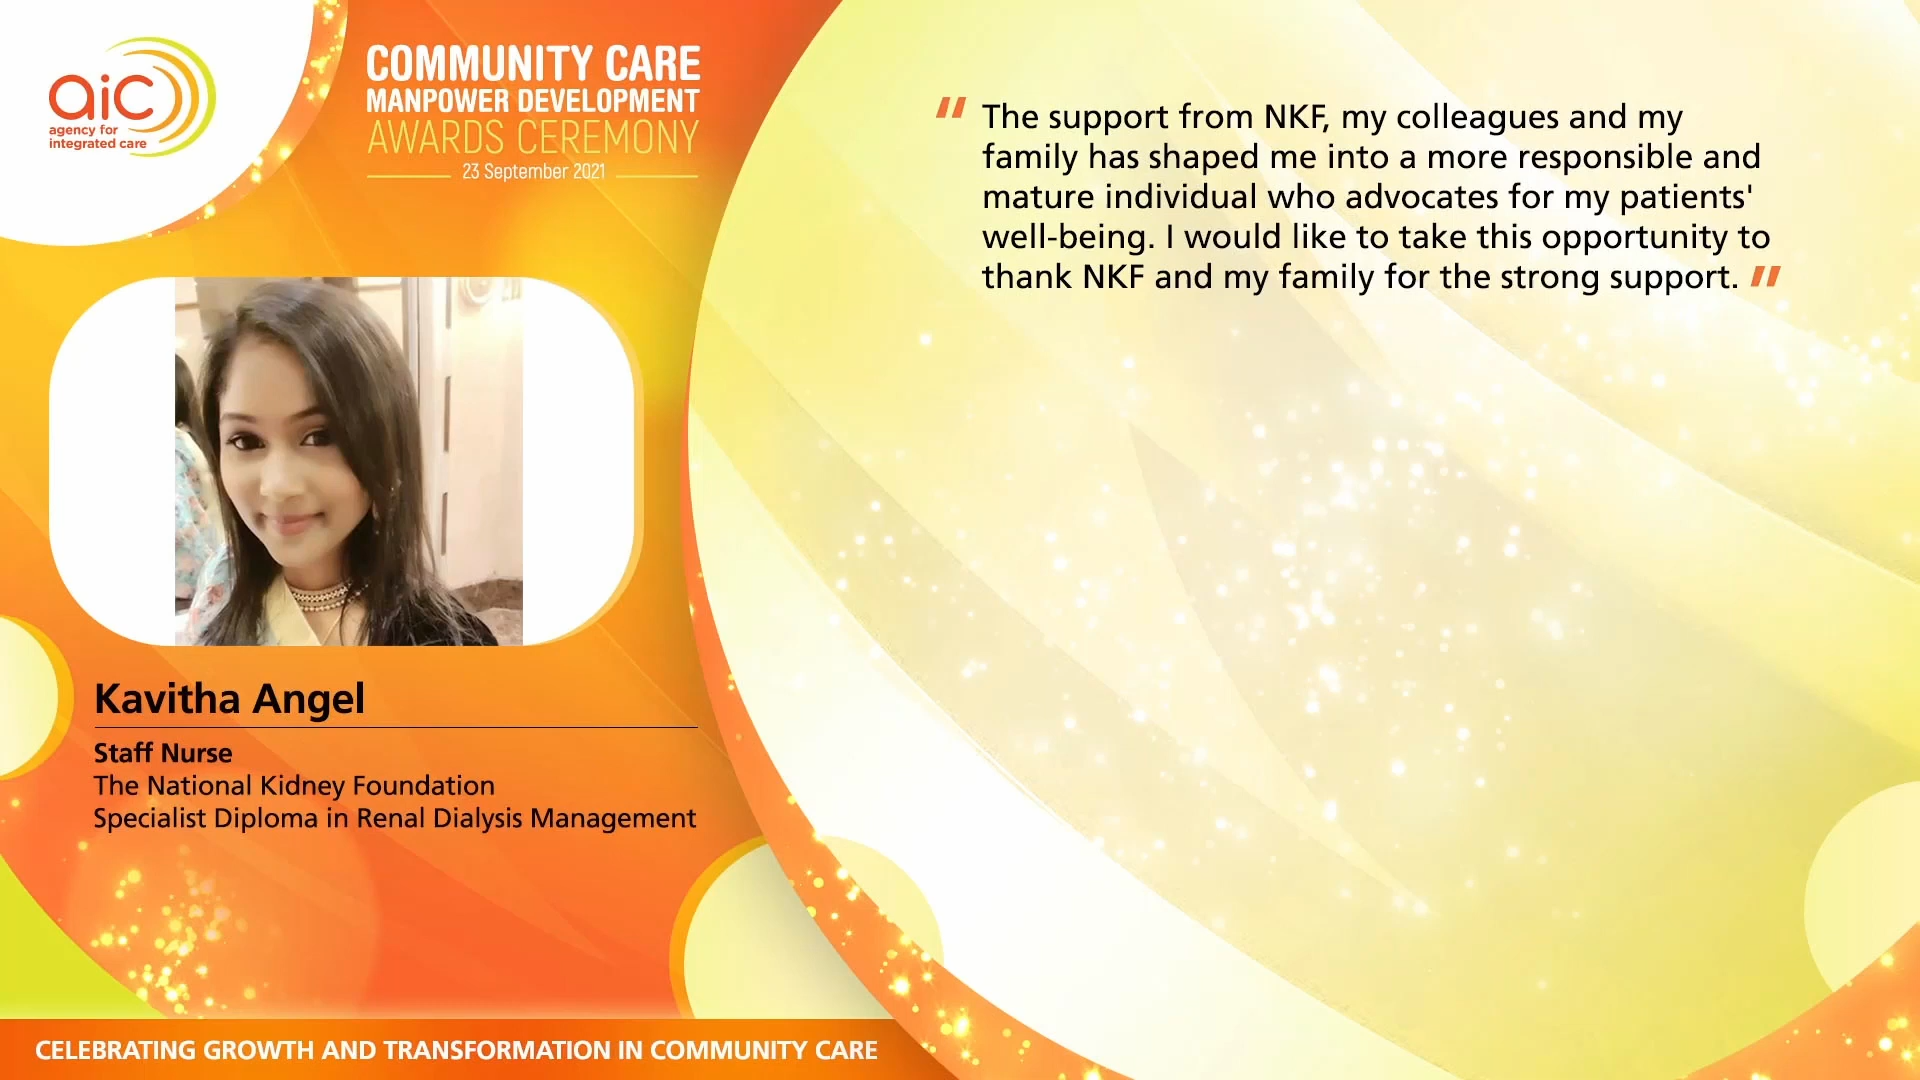 aic
agency for
integrated care
COMMUNITY CARE
MANPOWER DEVELOPMENT
AWARDS CEREMONY
23 September 2021
“ The support from NKF, my colleagues and my
family has shaped me into a more responsible and
mature individual who advocates for my patients'
well-being. I would like to take this opportunity to
thank NKF and my family for the strong support. ”
Kavitha Angel
Staff Nurse
The National Kidney Foundation
Specialist Diploma in Renal Dialysis Management
CELEBRATING GROWTH AND TRANSFORMATION IN COMMUNITY CARE